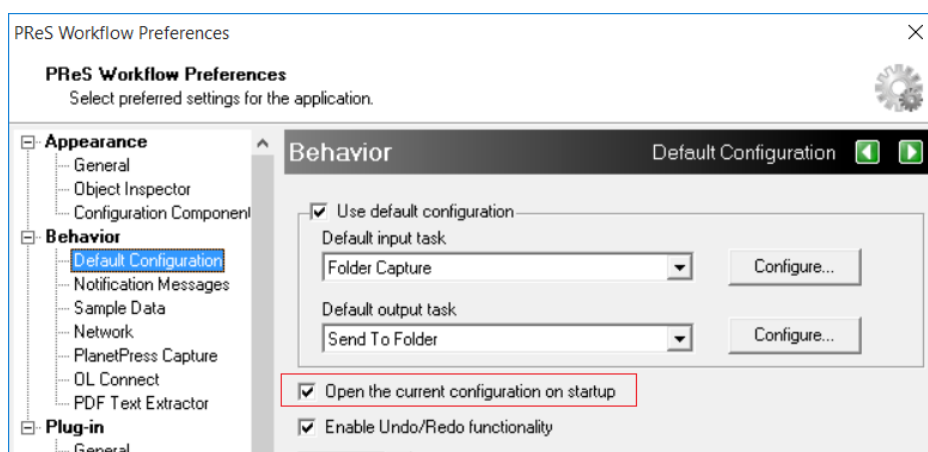 PReS Workflow Preferences
PReS Workflow Preferences
Select preferred settings for the application.
Appearance
General
Object Inspector
Configuration Component
Behavior
Default Configuration
Notification Messages
Sample Data
Network
PlanetPress Capture
OL Connect
PDF Text Extractor
Plug-in
General
Behavior Default Configuration
Use default configuration
Default input task
Folder Capture Configure...
Default output task
Send To Folder Configure...
Open the current configuration on startup
Enable Undo/Redo functionality